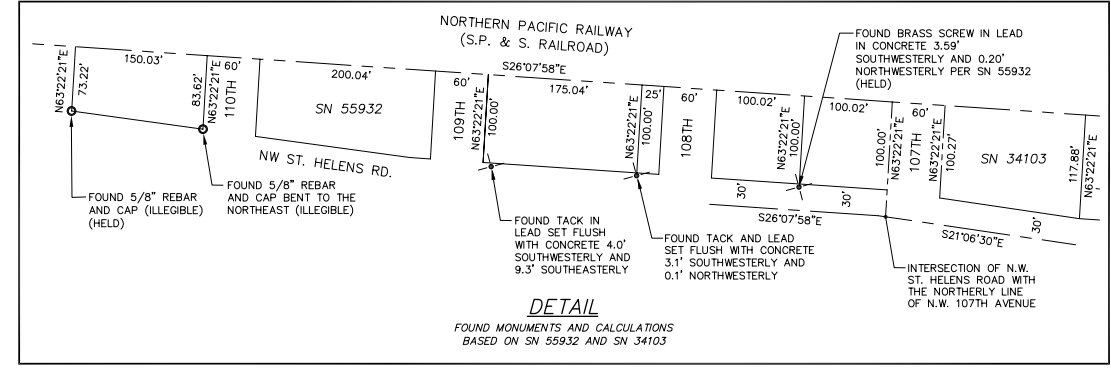 NORTHERN PACIFIC RAILWAY
(S.P. & S. RAILROAD)
S26°07'58"E
N63°22'21"E
73.22'
150.03'
83.62'
N63°22'21"E
60'
110TH
200.04'
SN 55932
NW ST. HELENS RD.
60'
109TH
N63°22'21"E
100.00'
175.04'
N63°22'21"E
25'
100.00'
60'
108TH
100.02'
N63°22'21"E
100.00'
100.02'
100.00'
N63°22'21"E
60'
107TH
N63°22'21"E
100.27'
SN 34103
117.88'
N63°22'21"E
30'
30'
30'
S26°07'58"E
S21°06'30"E
FOUND BRASS SCREW IN LEAD
IN CONCRETE 3.59'
SOUTHWESTERLY AND 0.20'
NORTHWESTERLY PER SN 55932
(HELD)
FOUND 5/8" REBAR
AND CAP (ILLEGIBLE)
(HELD)
FOUND 5/8" REBAR
AND CAP BENT TO THE
NORTHEAST (ILLEGIBLE)
FOUND TACK IN
LEAD SET FLUSH
WITH CONCRETE 4.0'
SOUTHWESTERLY AND
9.3' SOUTHEASTERLY
FOUND TACK AND LEAD
SET FLUSH WITH CONCRETE
3.1' SOUTHWESTERLY AND
0.1' NORTHWESTERLY
INTERSECTION OF N.W.
ST. HELENS ROAD WITH
THE NORTHERLY LINE
OF N.W. 107TH AVENUE
DETAIL
FOUND MONUMENTS AND CALCULATIONS
BASED ON SN 55932 AND SN 34103